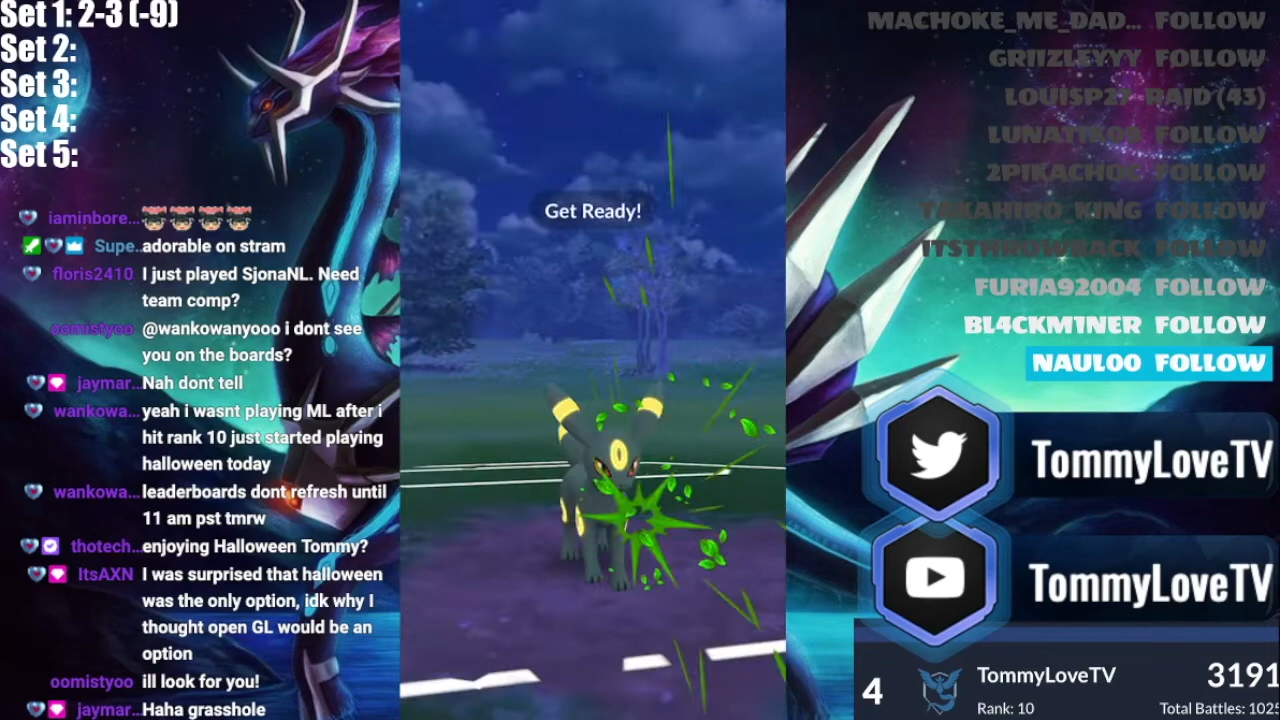 Set 1: 2-3 (-9)
Set 2:
Set 3:
Set 4:
Set 5:
iaminbore...
Supe.. adorable on stram
floris2410 I just played SjonaNL. Need
team comp?
oomistyoo @wankowanyooo i dont see
you on the boards?
jaymar... Nah dont tell
wankowa... yeah i wasnt playing ML after i
hit rank 10 just started playing
halloween today
wankowa... leaderboards dont refresh until
11 am pst tmrw
thotech... enjoying Halloween Tommy?
ItsAXN I was surprised that halloween
was the only option, idk why I
thought open GL would be an
option
oomistyoo ill look for you!
jaymar... Haha grasshole
Get Ready!
MACHOKE_ME_DAD... FOLLOW
GRIIZLEYYY FOLLOW
LOUISP27 RAID (43)
FOLLOW
2PIKACHOC FOLLOW
TAKAHIRO_KING FOLLOW
ITSTHROWBACK FOLLOW
FURIA92004 FOLLOW
BL4CKM1NER FOLLOW
NAULOO FOLLOW
TommyLoveTV
TommyLoveTV
4
TommyLoveTV
3191
Rank: 10
Total Battles: 1025